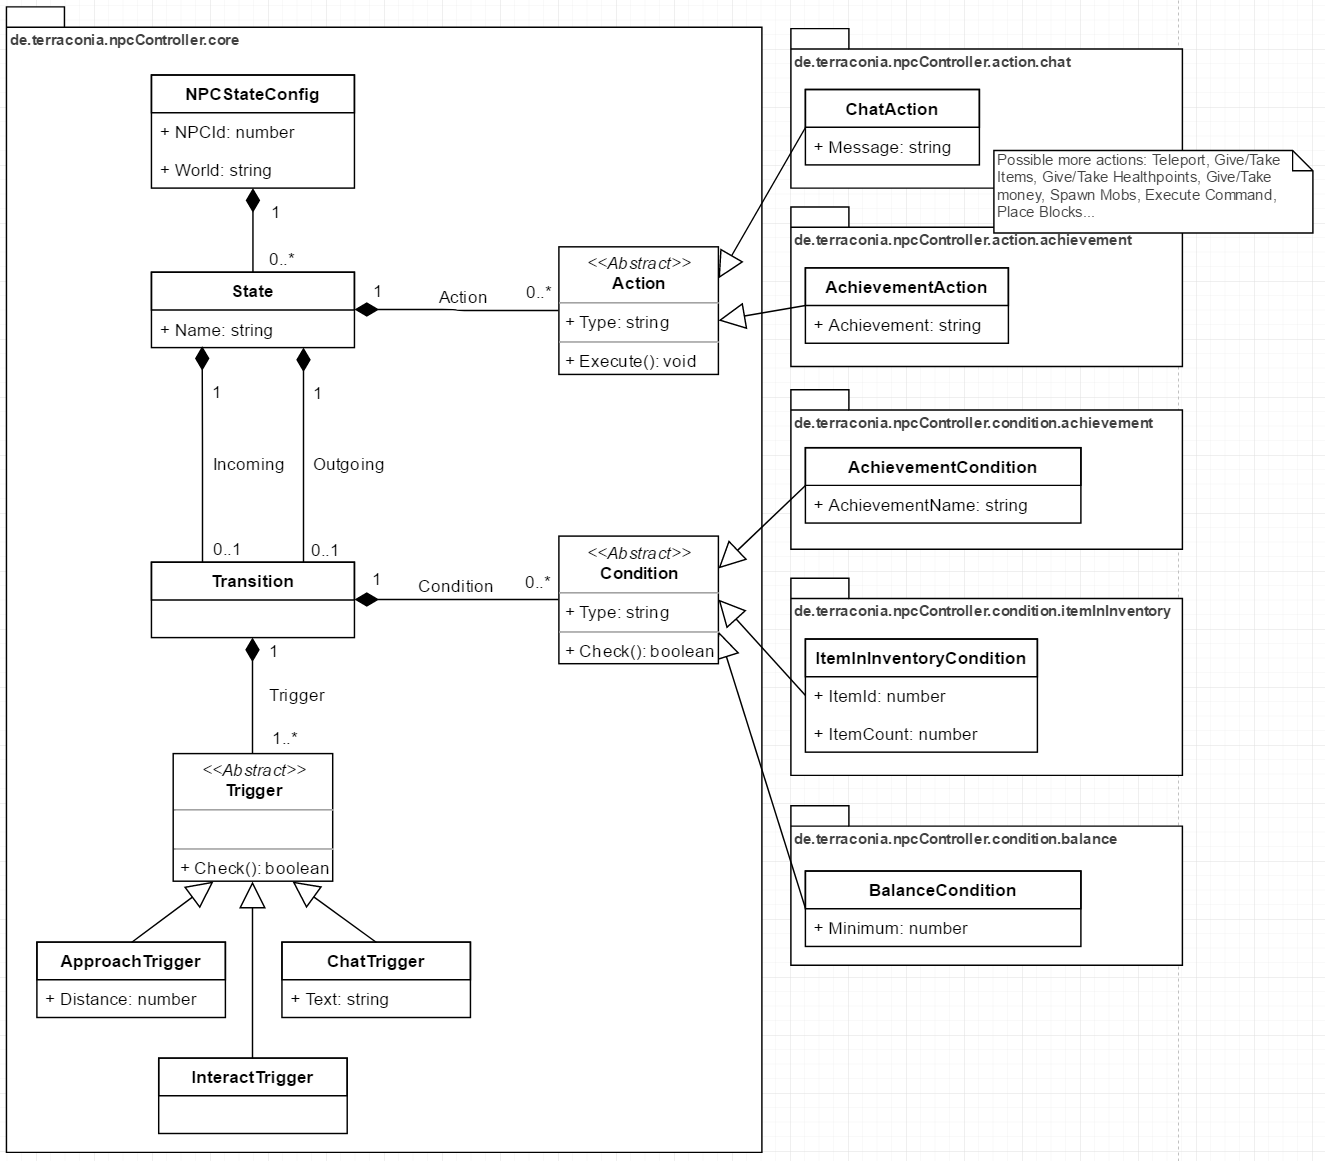 de.terraconia.npcController.core
NPCStateConfig
+ NPCId: number
+ World: string
1
0..*
State
+ Name: string
1
Action
0..*
<<Abstract>>
Action
+ Type: string
+ Execute(): void
1
1
Incoming
Outgoing
0..1
0..1
Transition
1
Condition
0..*
<<Abstract>>
Condition
+ Type: string
+ Check(): boolean
1
Trigger
1..*
<<Abstract>>
Trigger
+ Check(): boolean
ApproachTrigger
+ Distance: number
ChatTrigger
+ Text: string
InteractTrigger
de.terraconia.npcController.action.chat
ChatAction
+ Message: string
Possible more actions: Teleport, Give/Take
Items, Give/Take Healthpoints, Give/Take
money, Spawn Mobs, Execute Command,
Place Blocks...
de.terraconia.npcController.action.achievement
AchievementAction
+ Achievement: string
de.terraconia.npcController.condition.achievement
AchievementCondition
+ AchievementName: string
de.terraconia.npcController.condition.itemInInventory
ItemInInventoryCondition
+ ItemId: number
+ ItemCount: number
de.terraconia.npcController.condition.balance
BalanceCondition
+ Minimum: number